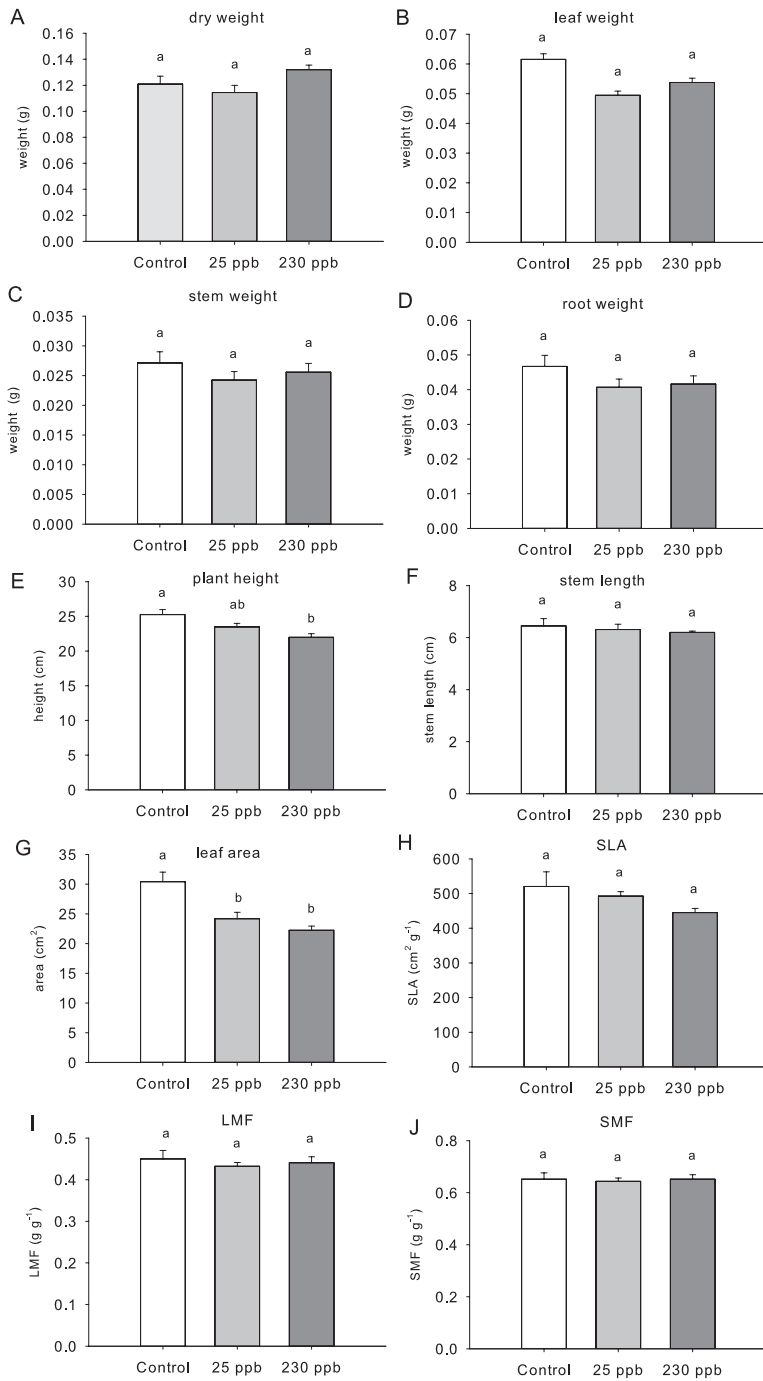 A
dry weight
0.16
0.14
0.12
0.10
0.08
0.06
0.04
0.02
0.00
weight (g)
a
a
a
Control 25 ppb 230 ppb
B
leaf weight
0.07
0.06
0.05
0.04
0.03
0.02
0.01
0.00
weight (g)
a
a
a
Control 25 ppb 230 ppb
C
stem weight
0.035
0.030
0.025
0.020
0.015
0.010
0.005
0.000
weight (g)
a
a
a
Control 25 ppb 230 ppb
D
root weight
0.06
0.05
0.04
0.03
0.02
0.01
0.00
weight (g)
a
a
a
Control 25 ppb 230 ppb
E
plant height
30
25
20
15
10
5
0
height (cm)
a
ab
b
Control 25 ppb 230 ppb
F
stem length
8
6
4
2
0
stem length (cm)
a
a
a
Control 25 ppb 230 ppb
G
leaf area
35
30
25
20
15
10
5
0
area (cm²)
a
b
b
Control 25 ppb 230 ppb
H
SLA
600
500
400
300
200
100
0
SLA (cm² g⁻¹)
a
a
a
Control 25 ppb 230 ppb
I
LMF
0.5
0.4
0.3
0.2
0.1
0.0
LMF (g g⁻¹)
a
a
a
Control 25 ppb 230 ppb
J
SMF
0.8
0.6
0.4
0.2
0.0
SMF (g g⁻¹)
a
a
a
Control 25 ppb 230 ppb